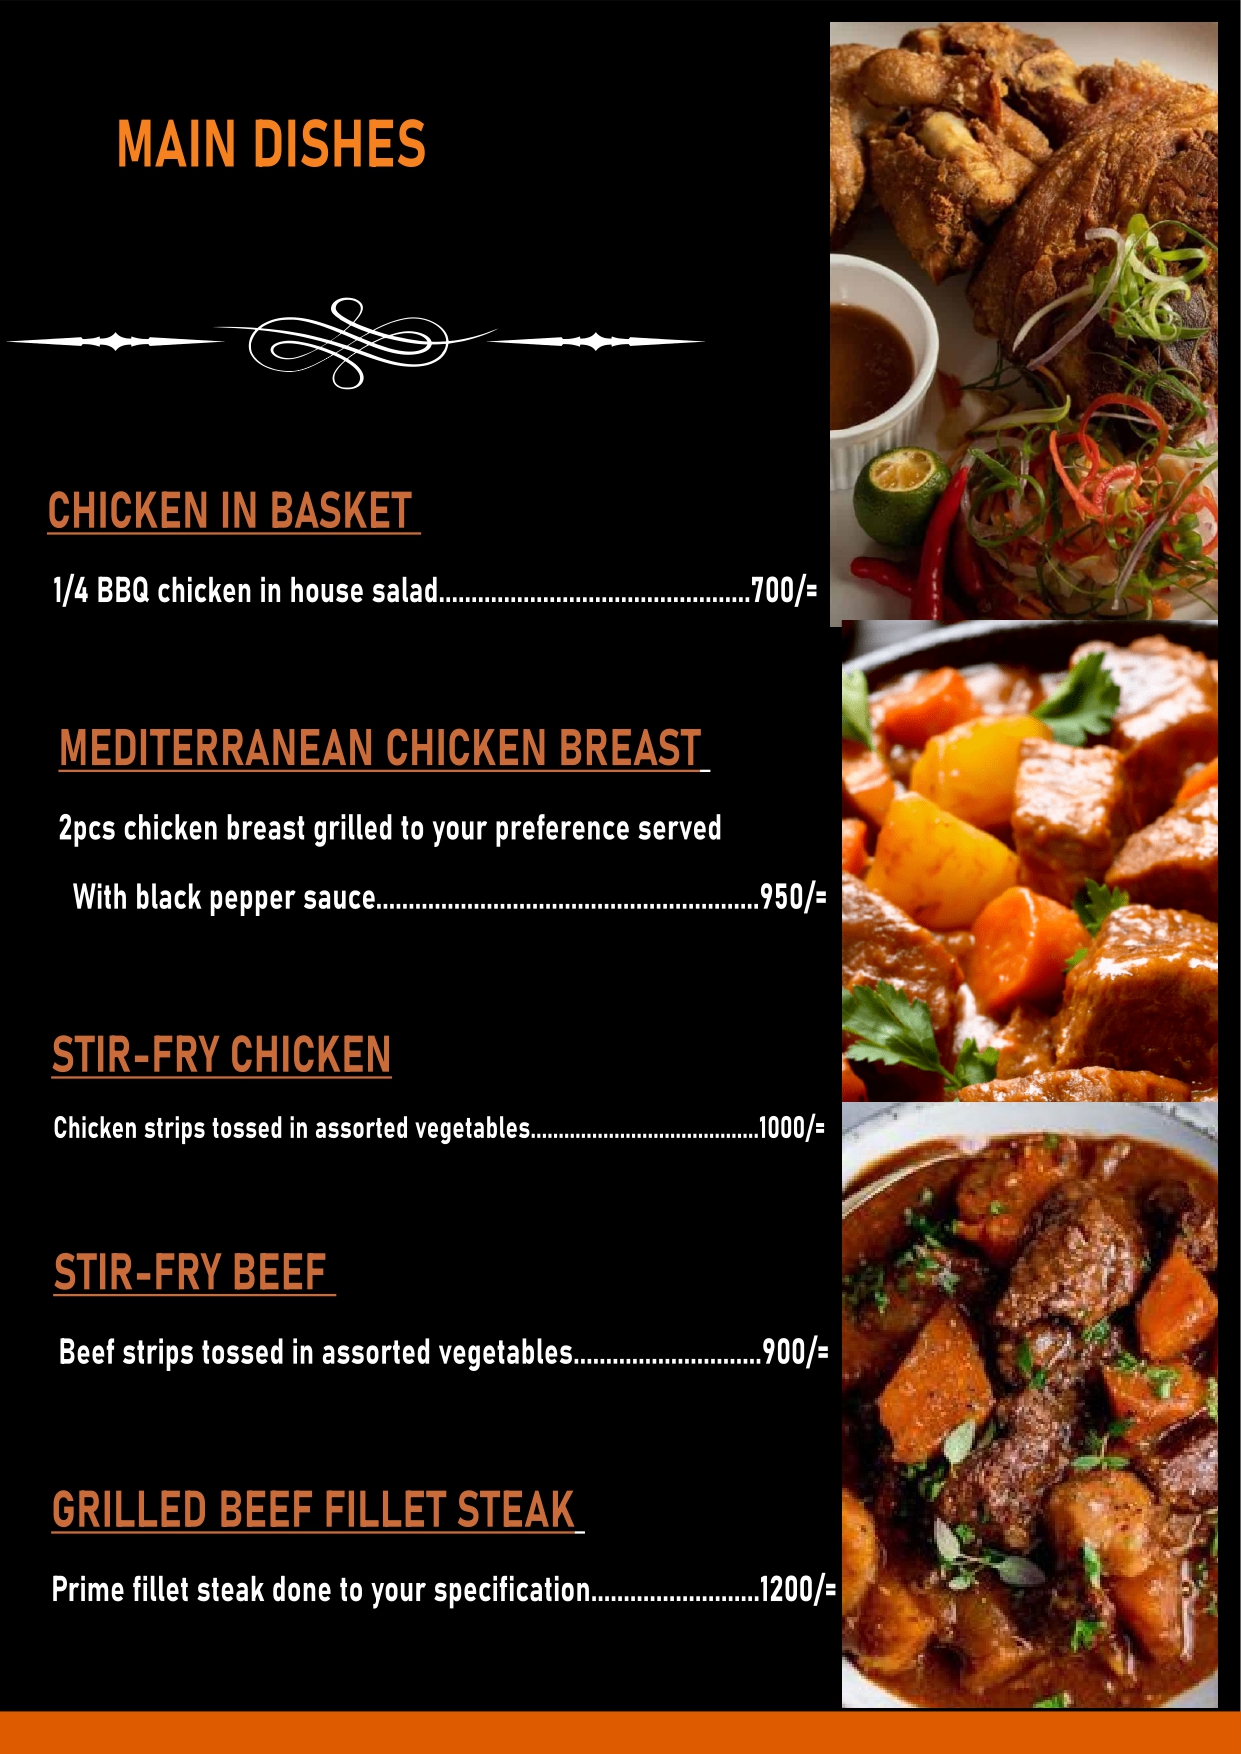 MAIN DISHES
CHICKEN IN BASKET
1/4 BBQ chicken in house salad................................................700/=
MEDITERRANEAN CHICKEN BREAST
2pcs chicken breast grilled to your preference served
With black pepper sauce...........................................................950/=
STIR-FRY CHICKEN
Chicken strips tossed in assorted vegetables.........................................1000/=
STIR-FRY BEEF
Beef strips tossed in assorted vegetables.............................900/=
GRILLED BEEF FILLET STEAK
Prime fillet steak done to your specification..........................1200/=